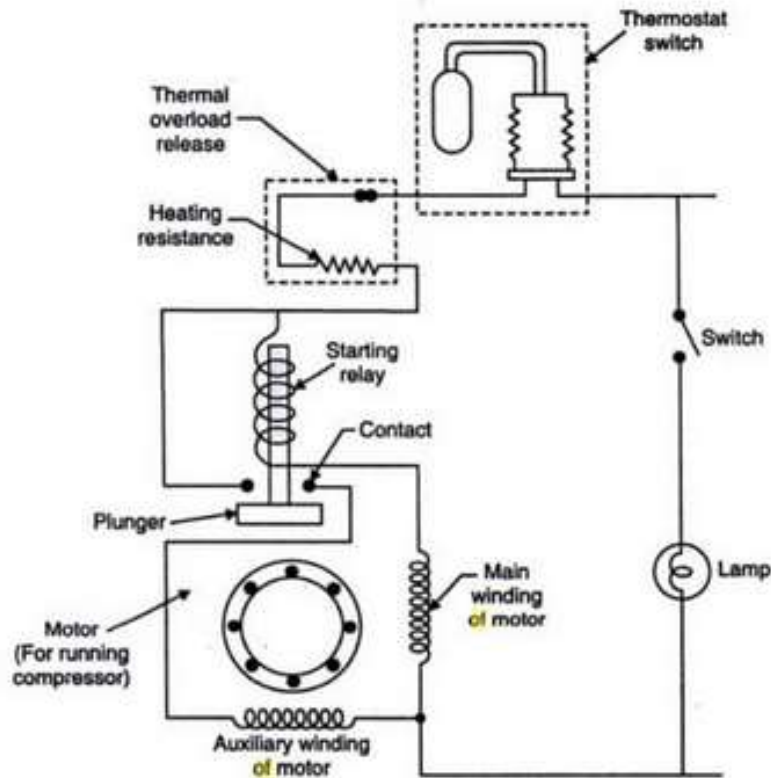 Thermostat
switch
Thermal
overload
release
Heating
resistance
Switch
Starting
relay
Contact
Plunger
Lamp
Main
winding
of motor
Motor
(For running
compressor)
Auxiliary winding
of motor